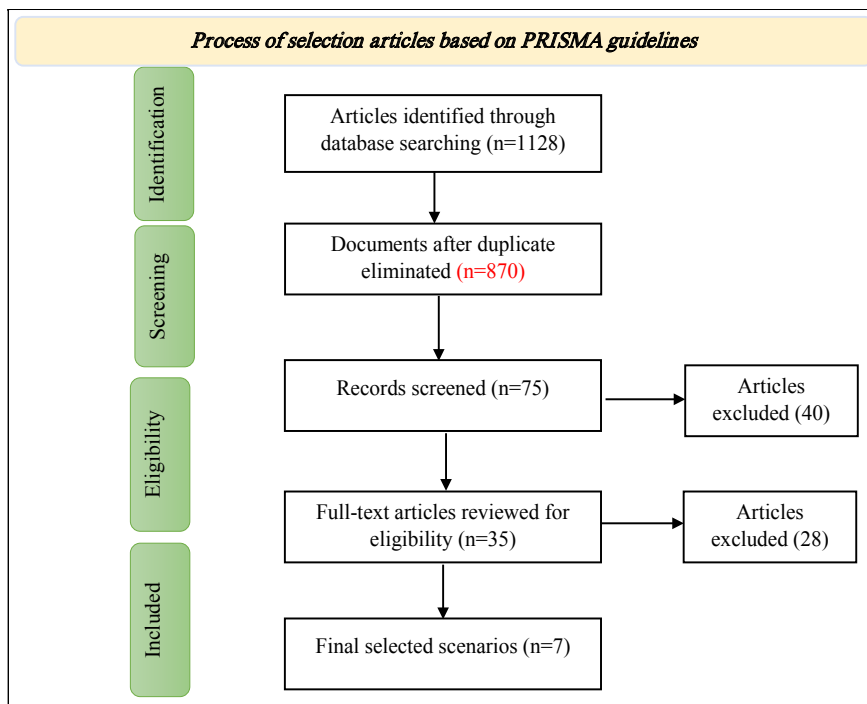 Process of selection articles based on PRISMA guidelines
Identification
Articles identified through
database searching (n=1128)
Screening
Documents after duplicate
eliminated (n=870)
Eligibility
Records screened (n=75)
Articles
excluded (40)
Full-text articles reviewed for
eligibility (n=35)
Articles
excluded (28)
Included
Final selected scenarios (n=7)